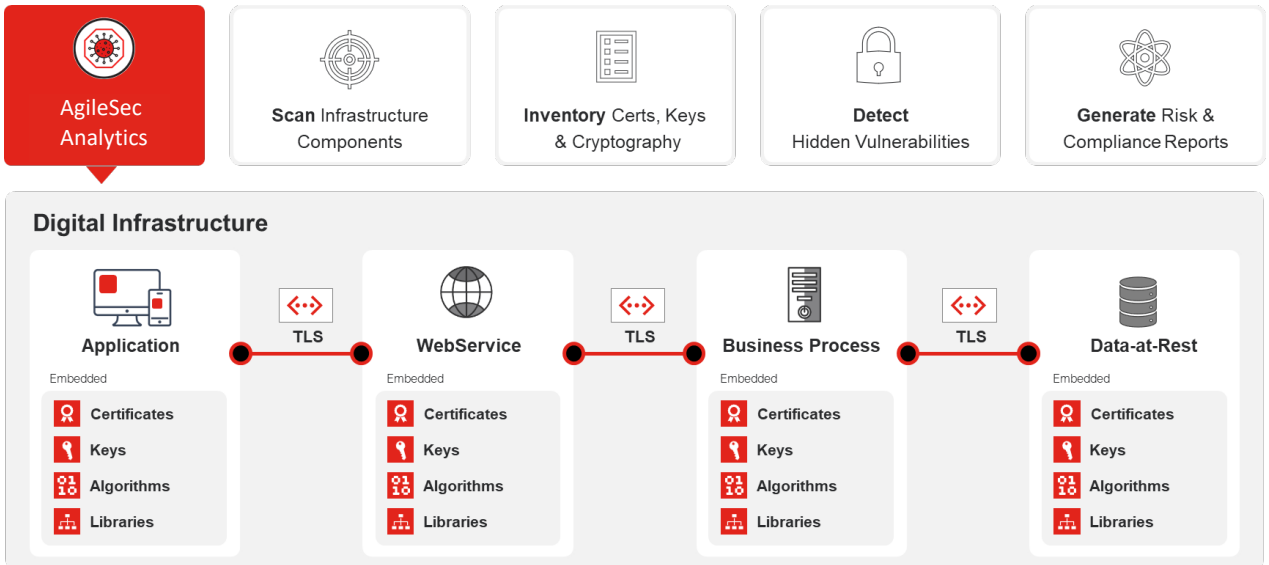 AgileSec
Analytics
Scan Infrastructure
Components
Inventory Certs, Keys
& Cryptography
Detect
Hidden Vulnerabilities
Generate Risk &
Compliance Reports
Digital Infrastructure
Application
TLS
WebService
TLS
Business Process
TLS
Data-at-Rest
Embedded
Certificates
Keys
Algorithms
Libraries
Embedded
Certificates
Keys
Algorithms
Libraries
Embedded
Certificates
Keys
Algorithms
Libraries
Embedded
Certificates
Keys
Algorithms
Libraries